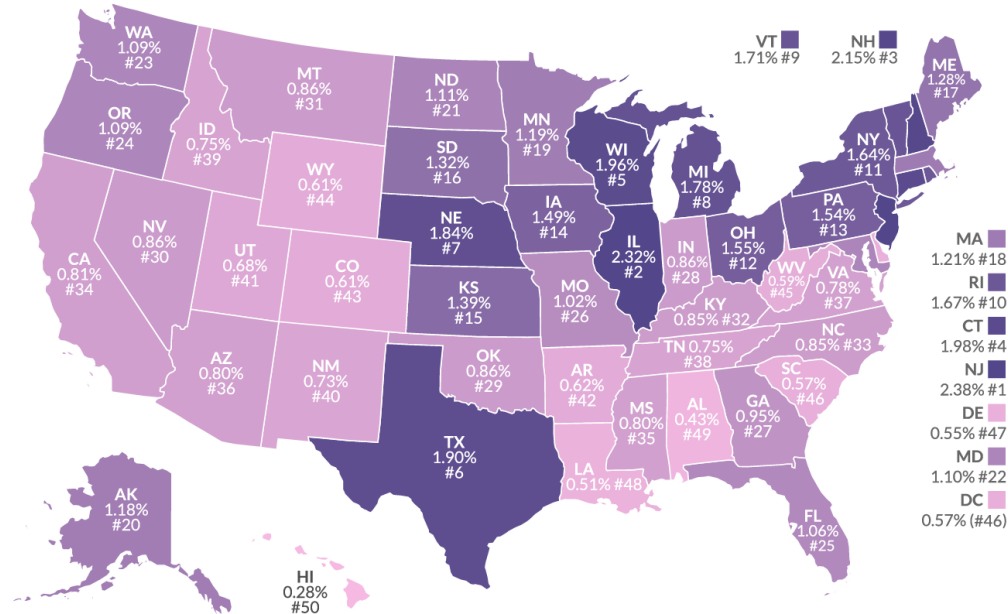 VT
1.71% #9
NH
2.15% #3
WA
1.09%
#23
MT
0.86%
#31
ND
1.11%
#21
MN
1.19%
#19
ME
1.28%
#17
OR
1.09%
#24
ID
0.75%
#39
SD
1.32%
#16
WI
1.96%
#5
MI
1.78%
#8
NY
1.64%
#11
WY
0.61%
#44
IA
1.49%
#14
PA
1.54%
#13
NE
1.84%
#7
NV
0.86%
#30
UT
0.68%
#41
CO
0.61%
#43
IL
2.32%
#2
IN
0.86%
#28
OH
1.55%
#12
CA
0.81%
#34
KS
1.39%
#15
MO
1.02%
#26
WV
0.59%
#45
VA
0.78%
#37
KY
0.85% #32
MA
1.21% #18
RI
1.67% #10
CT
1.98% #4
NJ
2.38% #1
DE
0.55% #47
MD
1.10% #22
DC
0.57% (#46)
AZ
0.80%
#36
NM
0.73%
#40
OK
0.86%
#29
AR
0.62%
#42
TN 0.75%
#38
NC
0.85% #33
SC
0.57%
#46
MS
0.80%
#35
AL
0.43%
#49
GA
0.95%
#27
TX
1.90%
#6
LA
0.51% #48
FL
1.06%
#25
AK
1.18%
#20
HI
0.28%
#50